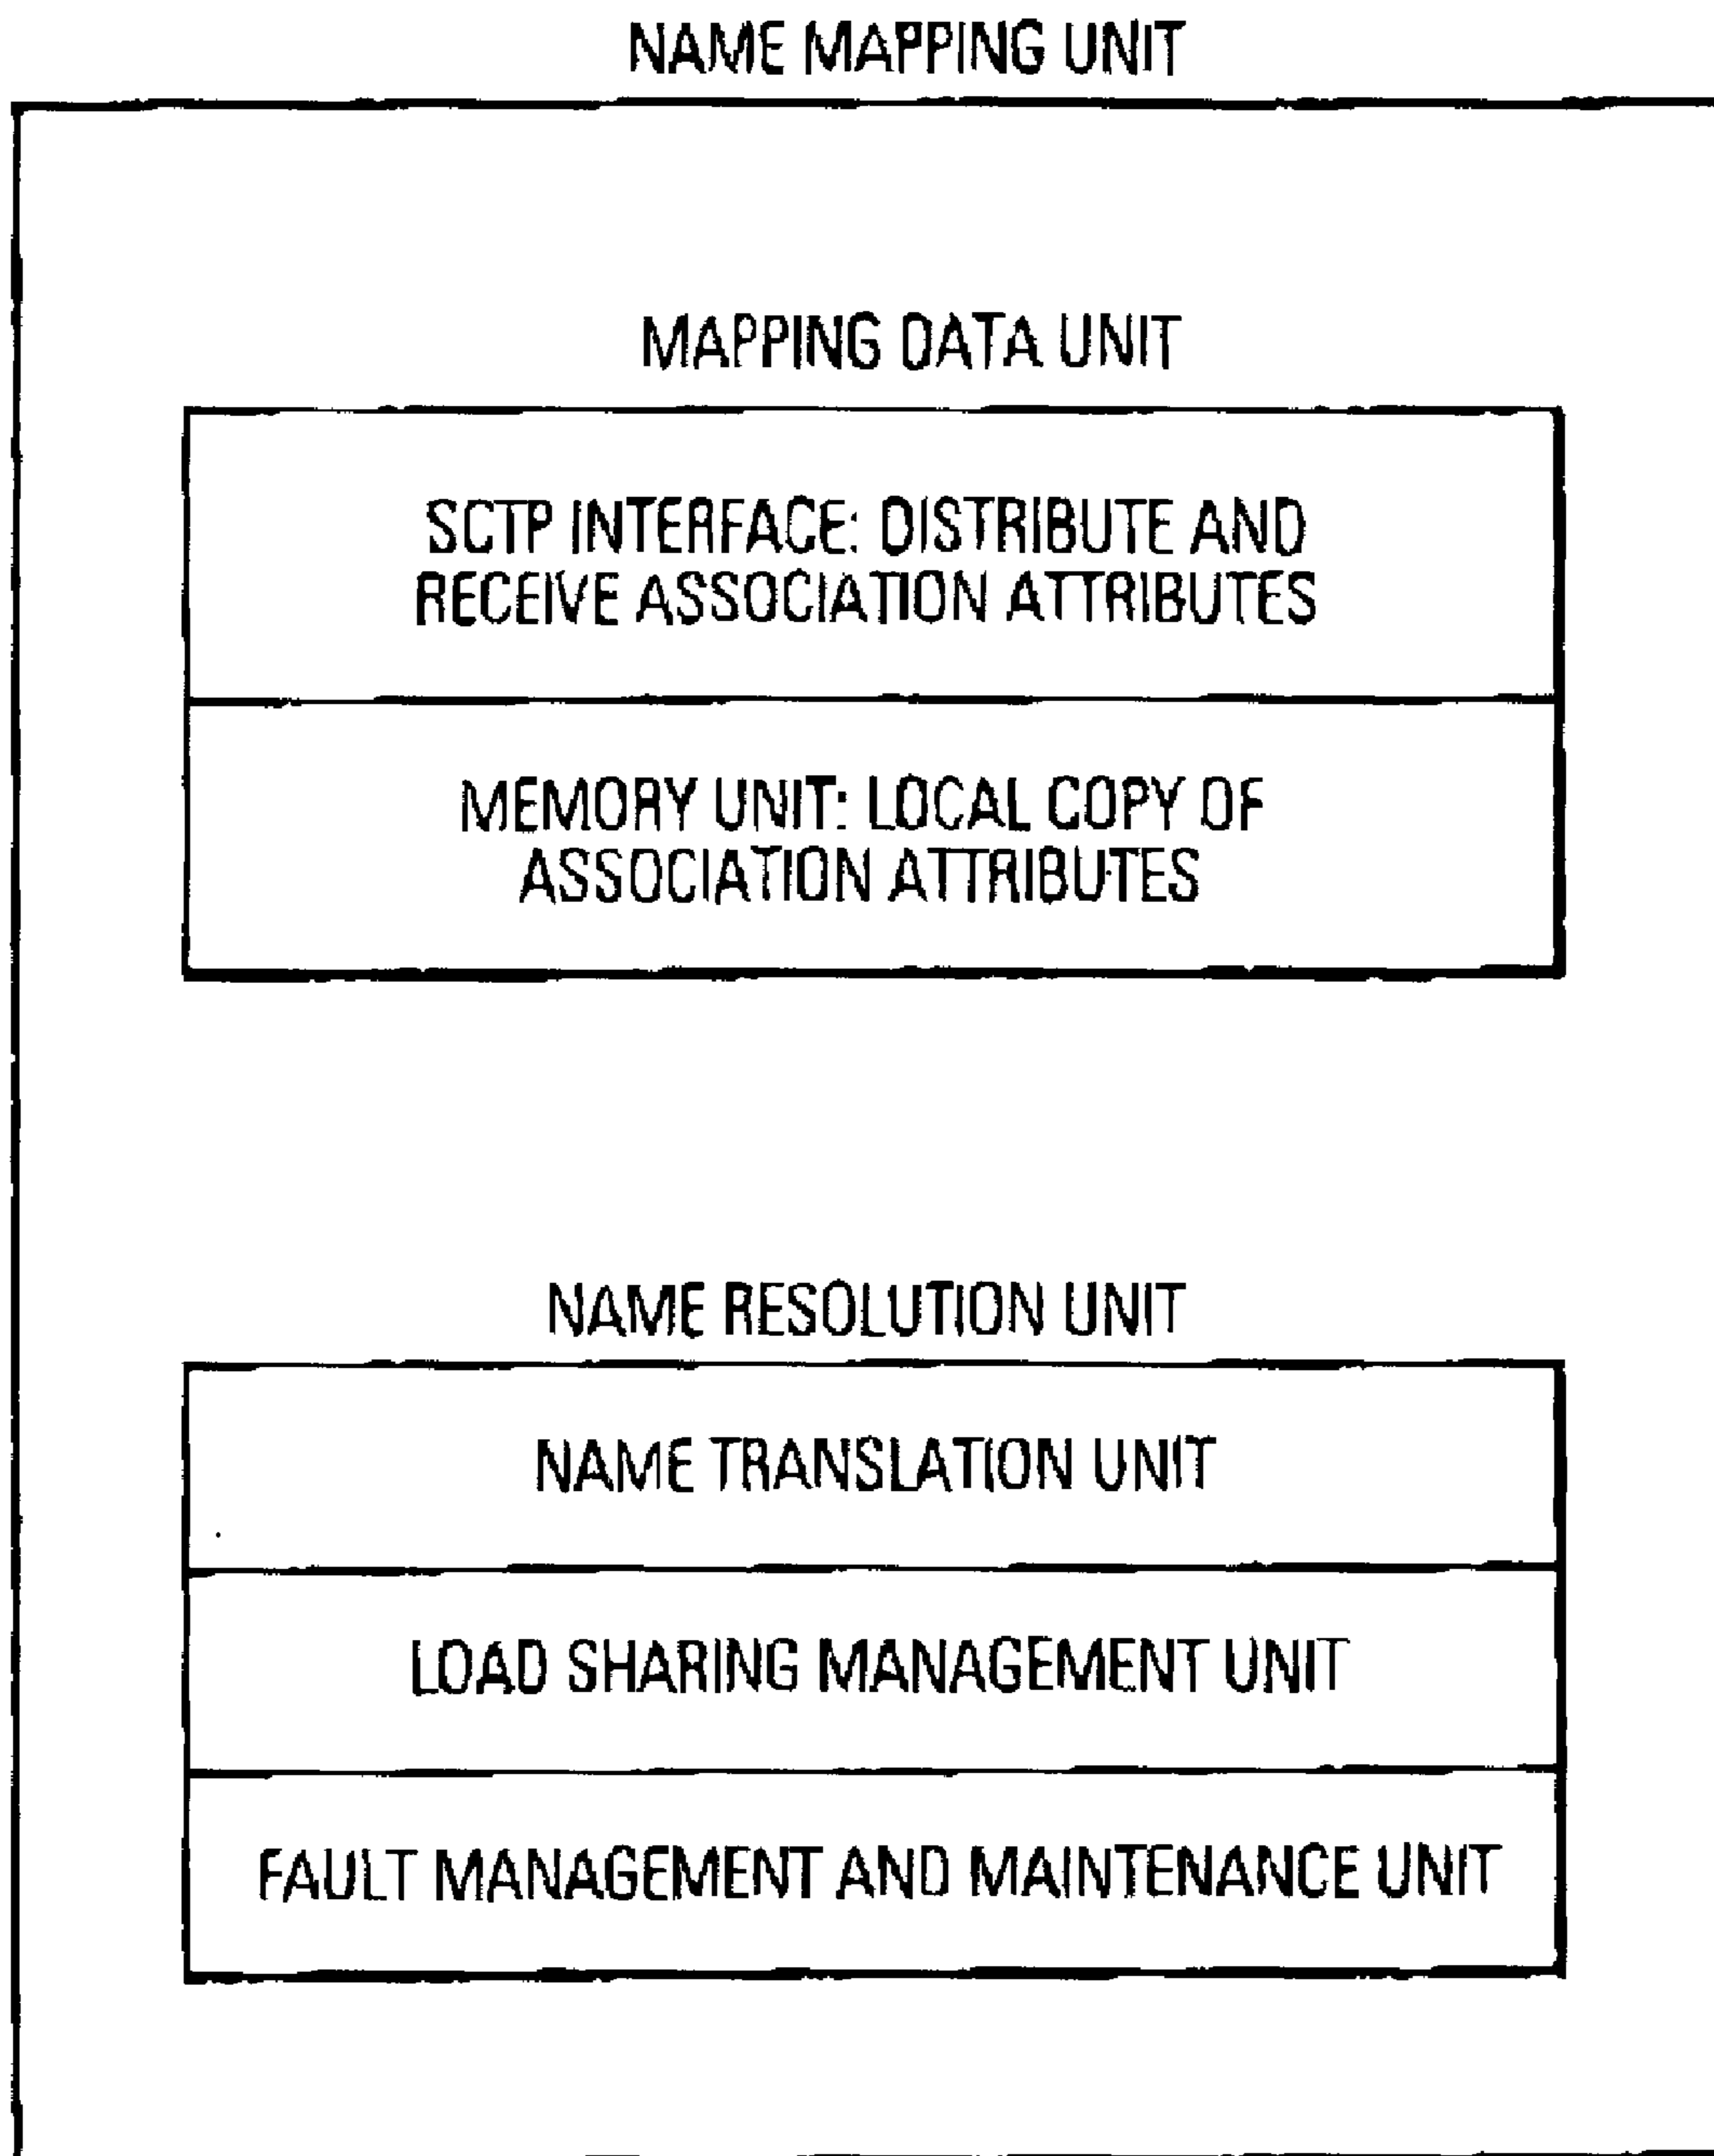 NAME MAPPING UNIT
MAPPING DATA UNIT
SCTP INTERFACE: DISTRIBUTE AND
RECEIVE ASSOCIATION ATTRIBUTES
MEMORY UNIT: LOCAL COPY OF
ASSOCIATION ATTRIBUTES
NAME RESOLUTION UNIT
NAME TRANSLATION UNIT
LOAD SHARING MANAGEMENT UNIT
FAULT MANAGEMENT AND MAINTENANCE UNIT